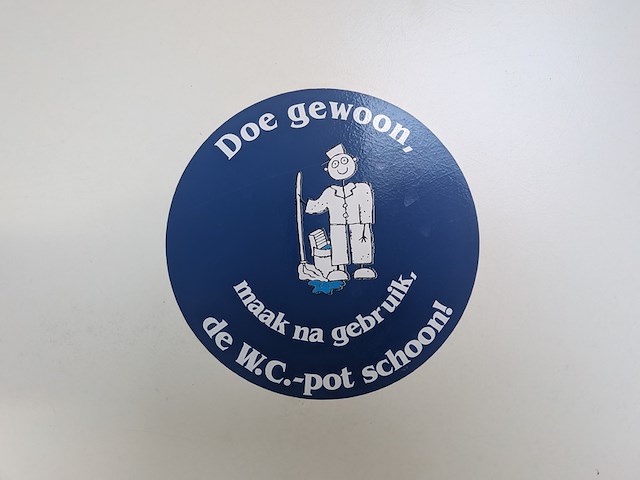 Doe gewoon,
maak na gebruik,
de W.C.-pot schoon!